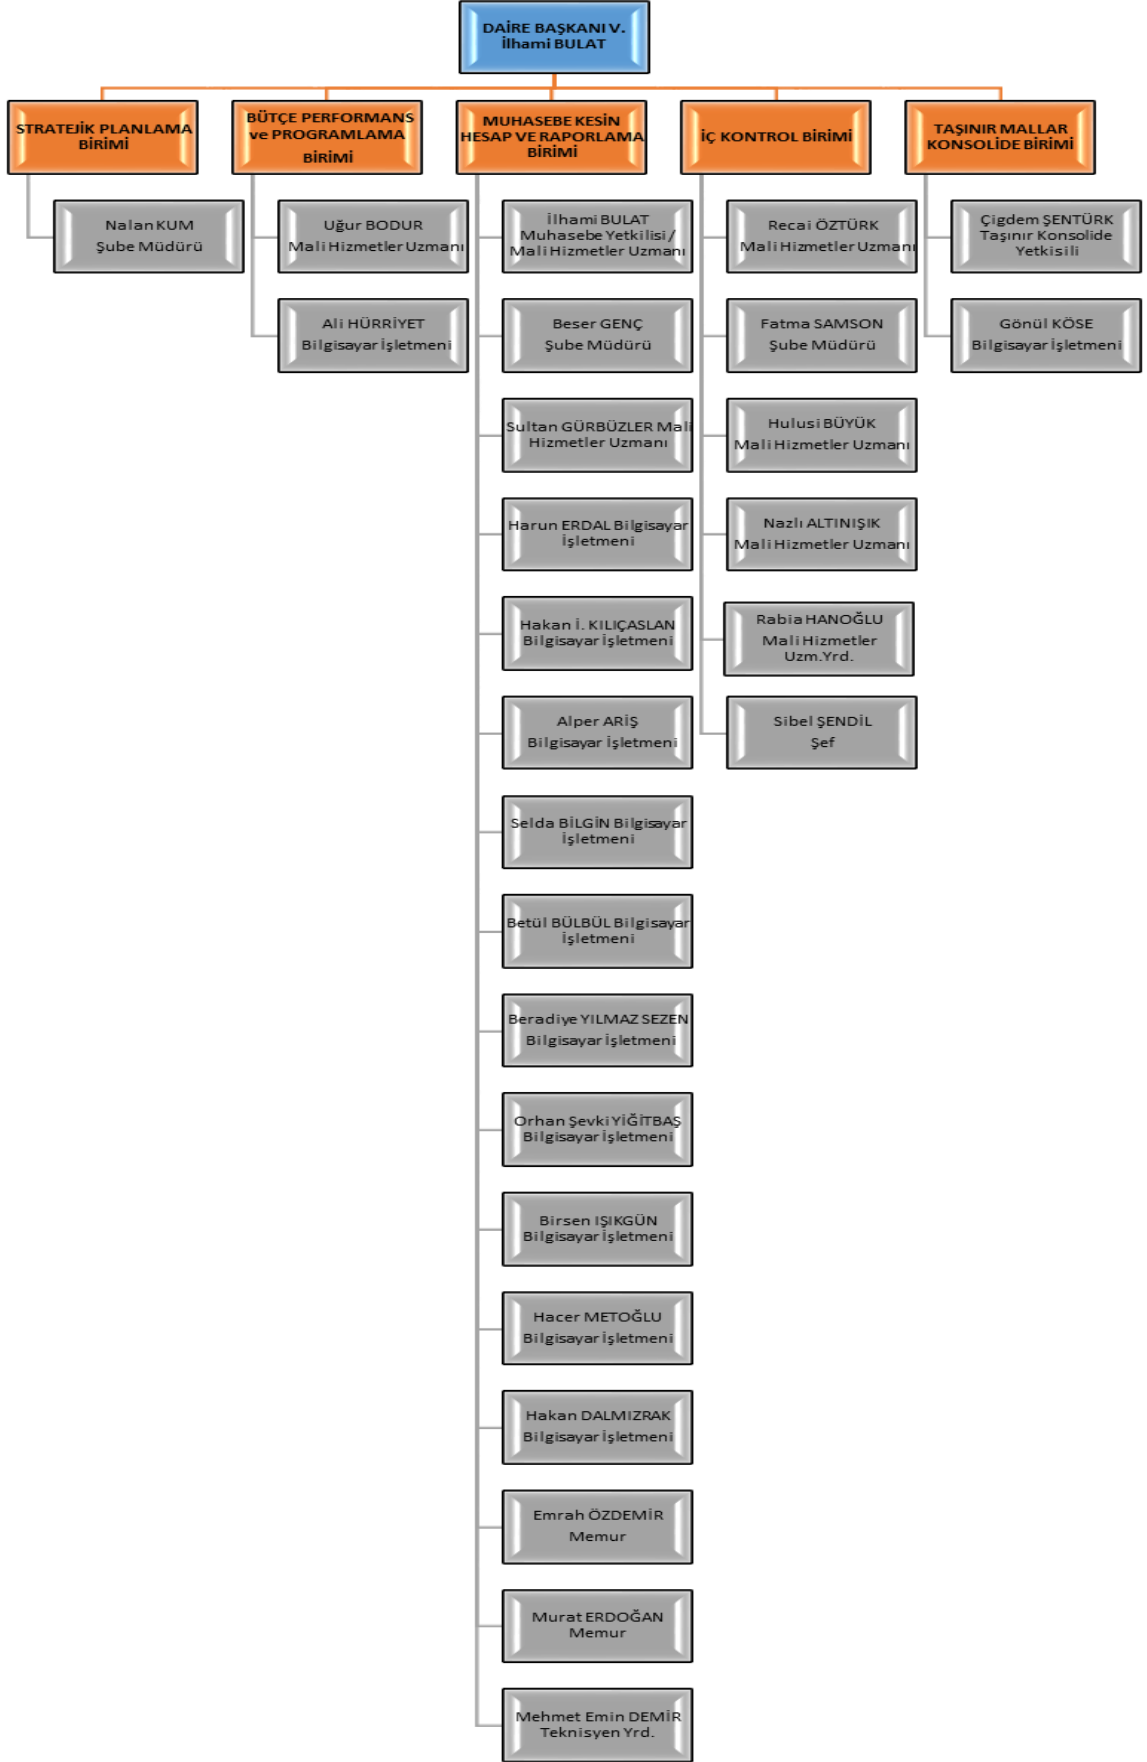 DAİRE BAŞKANI V.
İlhami BULAT
STRATEJİK PLANLAMA
BİRİMİ
Nalan KUM
Şube Müdürü
BÜTÇE PERFORMANS
ve PROGRAMLAMA
BİRİMİ
Uğur BODUR
Mali Hizmetler Uzmanı
Ali HÜRRİYET
Bilgisayar İşletmeni
MUHASEBE KESİN
HESAP VE RAPORLAMA
BİRİMİ
İlhami BULAT
Muhasebe Yetkilisi /
Mali Hizmetler Uzmanı
Beser GENÇ
Şube Müdürü
Sultan GÜRBÜZLER Mali
Hizmetler Uzmanı
Harun ERDAL Bilgisayar
İşletmeni
Hakan İ. KILIÇASLAN
Bilgisayar İşletmeni
Alper ARİŞ
Bilgisayar İşletmeni
Selda BİLGİN Bilgisayar
İşletmeni
Betül BÜLBÜL Bilgisayar
İşletmeni
Beradiye YILMAZ SEZEN
Bilgisayar İşletmeni
Orhan Şevki YİĞİTBAŞ
Bilgisayar İşletmeni
Birsen IŞIKGÜN
Bilgisayar İşletmeni
Hacer METOĞLU
Bilgisayar İşletmeni
Hakan DALMIZRAK
Bilgisayar İşletmeni
Emrah ÖZDEMİR
Memur
Murat ERDOĞAN
Memur
Mehmet Emin DEMİR
Teknisyen Yrd.
İÇ KONTROL BİRİMİ
Recai ÖZTÜRK
Mali Hizmetler Uzmanı
Fatma SAMSON
Şube Müdürü
Hulusi BÜYÜK
Mali Hizmetler Uzmanı
Nazlı ALTINIŞIK
Mali Hizmetler Uzmanı
Rabia HANOĞLU
Mali Hizmetler
Uzm.Yrd.
Sibel ŞENDİL
Şef
TAŞINIR MALLAR
KONSOLİDE BİRİMİ
Çigdem ŞENTÜRK
Taşınır Konsolide
Yetkisili
Gönül KÖSE
Bilgisayar İşletmeni